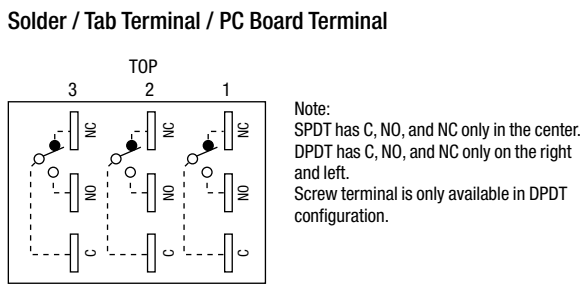 Solder / Tab Terminal / PC Board Terminal
TOP
3 2 1
NC NC NC
NO NO NO
C C C
Note:
SPDT has C, NO, and NC only in the center.
DPDT has C, NO, and NC only on the right
and left.
Screw terminal is only available in DPDT
configuration.